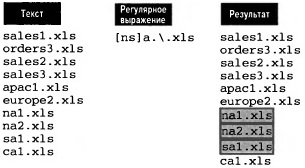 Текст
sales1.xls
orders3.xls
sales2.xls
sales3.xls
apac1.xls
europe2.xls
na1.xls
na2.xls
sa1.xls
ca1.xls
Регулярное
выражение
[ns]a.\.xls
Результат
sales1.xls
orders3.xls
sales2.xls
sales3.xls
apac1.xls
europe2.xls
na1.xls
na2.xls
sa1.xls
ca1.xls